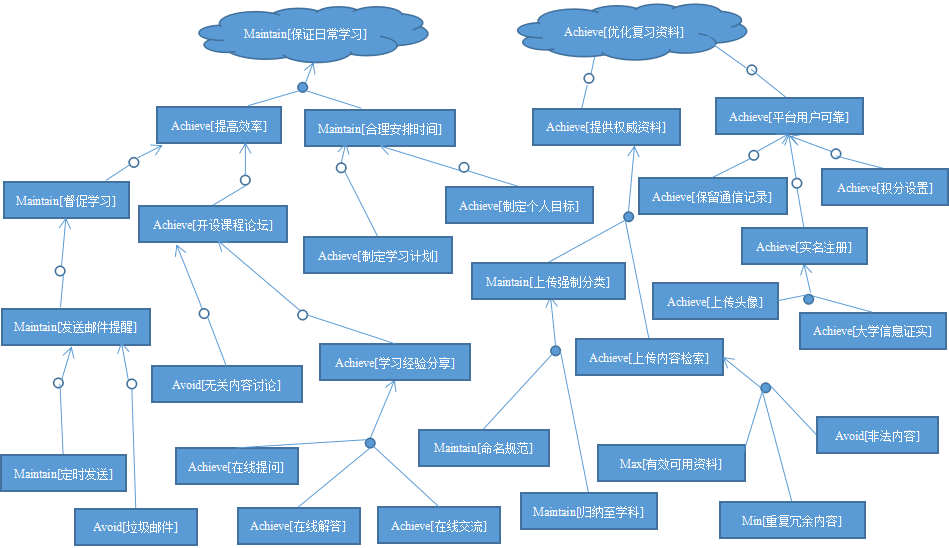 Maintain[保证日常学习]
Achieve[优化复习资料]
Achieve[提高效率]
Maintain[合理安排时间]
Achieve[提供权威资料]
Achieve[平台用户可靠]
Maintain[督促学习]
Achieve[开设课程论坛]
Achieve[制定个人目标]
Achieve[保留通信记录]
Achieve[积分设置]
Achieve[制定学习计划]
Maintain[上传强制分类]
Achieve[实名注册]
Achieve[上传头像]
Achieve[大学信息证实]
Maintain[发送邮件提醒]
Achieve[学习经验分享]
Achieve[上传内容检索]
Avoid[无关内容讨论]
Maintain[命名规范]
Avoid[非法内容]
Max[有效可用资料]
Maintain[定时发送]
Achieve[在线提问]
Avoid[垃圾邮件]
Achieve[在线解答]
Achieve[在线交流]
Maintain[归纳至学科]
Min[重复冗余内容]